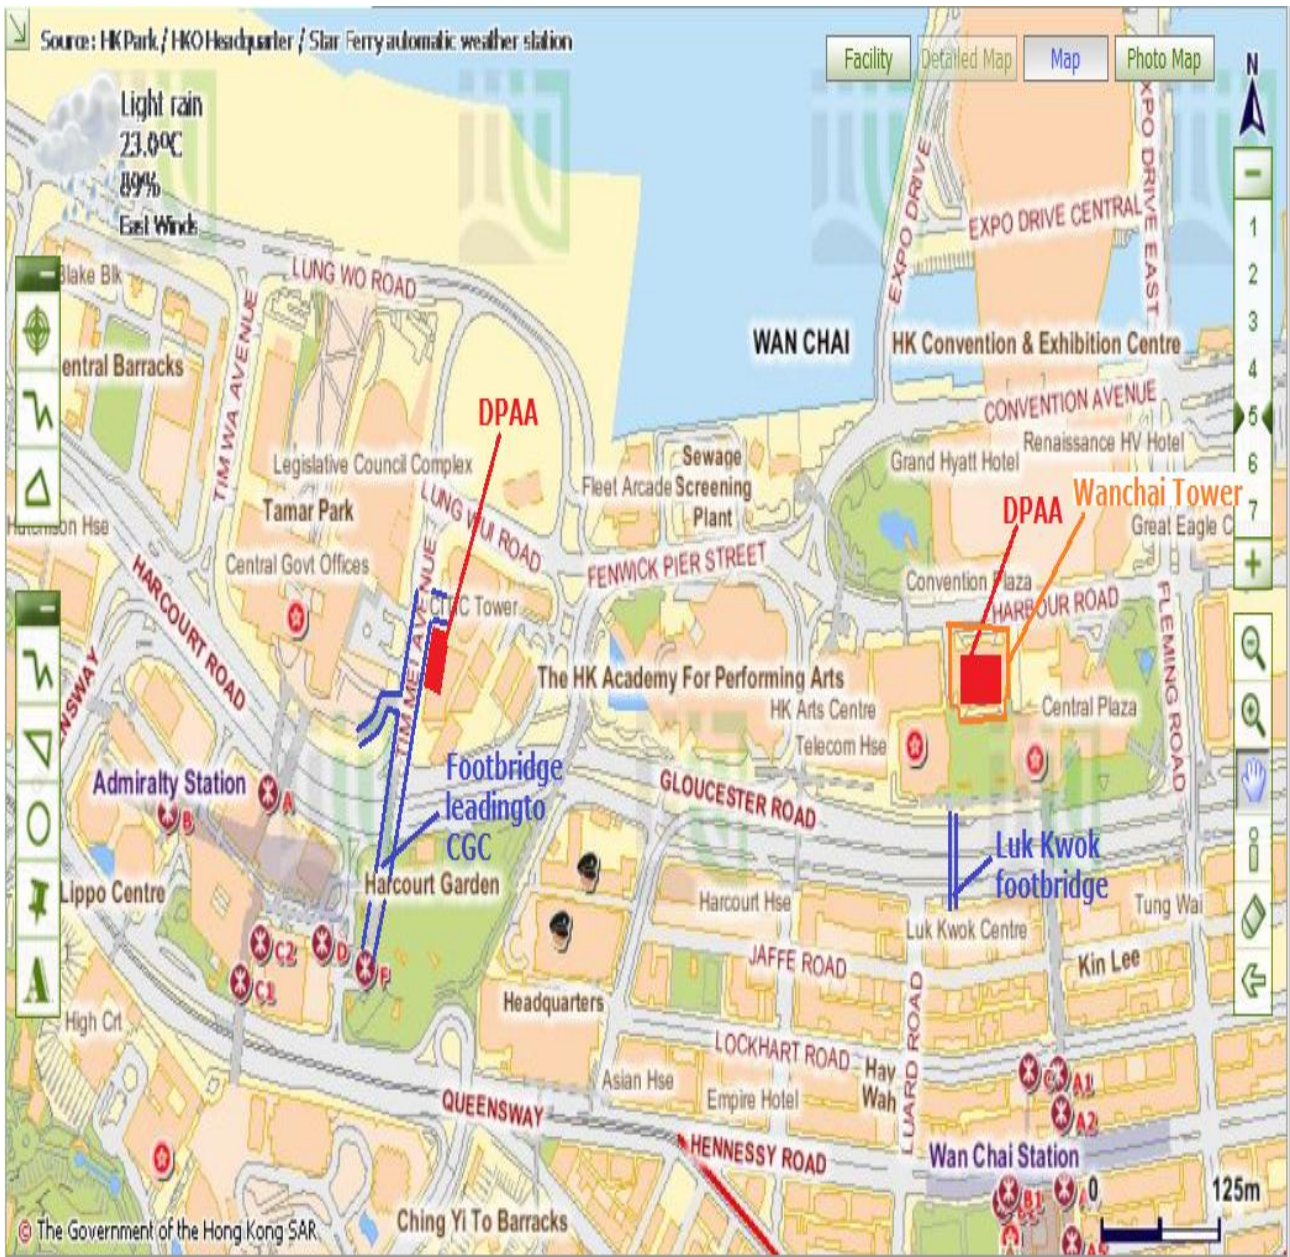 Source: HK Park / HKO Headquarter / Star Ferry automatic weather station
Facility
Detailed Map
Map
Photo Map
N
Light rain
23.0ºC
89%
East Winds
1
2
3
4
5
6
7
EXPO DRIVE
EXPO DRIVE CENTRAL
XPO DRIVE EAST
LUNG WO ROAD
Blake Blk
entral Barracks
TIM WA AVENUE
WAN CHAI
HK Convention & Exhibition Centre
CONVENTION AVENUE
Renaissance HV Hotel
Grand Hyatt Hotel
DPAA
Legislative Council Complex
Tamar Park
LUNG WUI ROAD
Fleet Arcade
Sewage
Screening
Plant
Wanchai Tower
DPAA
Great Eagle C
Central Govt Offices
HARCOURT ROAD
TIM MEI AVENUE
FENWICK PIER STREET
Convention Plaza
HARBOUR ROAD
FLEMING ROAD
CITIC Tower
The HK Academy For Performing Arts
HK Arts Centre
Central Plaza
Telecom Hse
NSWAY
Admiralty Station
A
B
Footbridge
leadingto
CGC
GLOUCESTER ROAD
Luk Kwok
footbridge
Lippo Centre
Harcourt Garden
Harcourt Hse
Luk Kwok Centre
Tung Wai
C2
D
F
C1
JAFFE ROAD
Kin Lee
High Crt
Headquarters
LOCKHART ROAD
Hay
Wah
LUARD ROAD
Asian Hse
Empire Hotel
C
A1
A2
QUEENSWAY
HENNESSY ROAD
Wan Chai Station
B1
A
0
125m
Ching Yi To Barracks
© The Government of the Hong Kong SAR